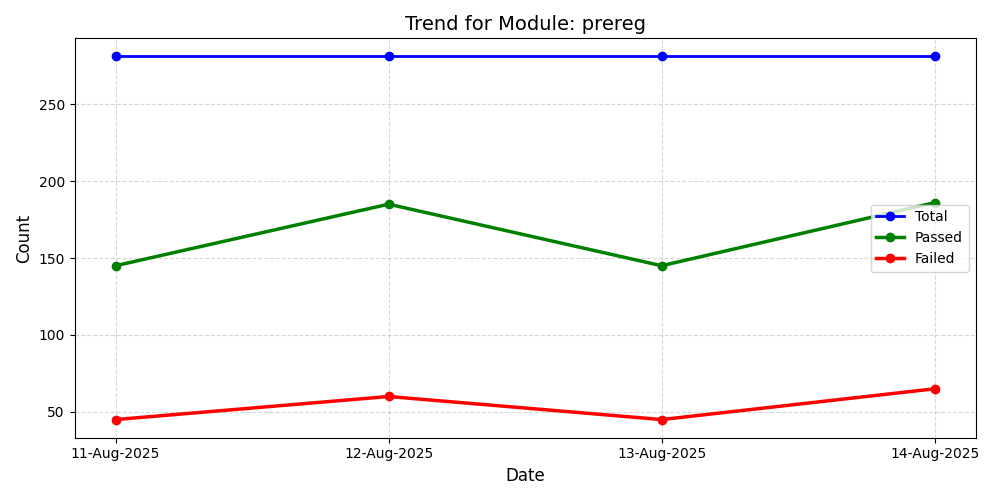 Trend for Module: prereg
Count
250
200
150
100
50
Total
Passed
Failed
11-Aug-2025
12-Aug-2025
13-Aug-2025
14-Aug-2025
Date